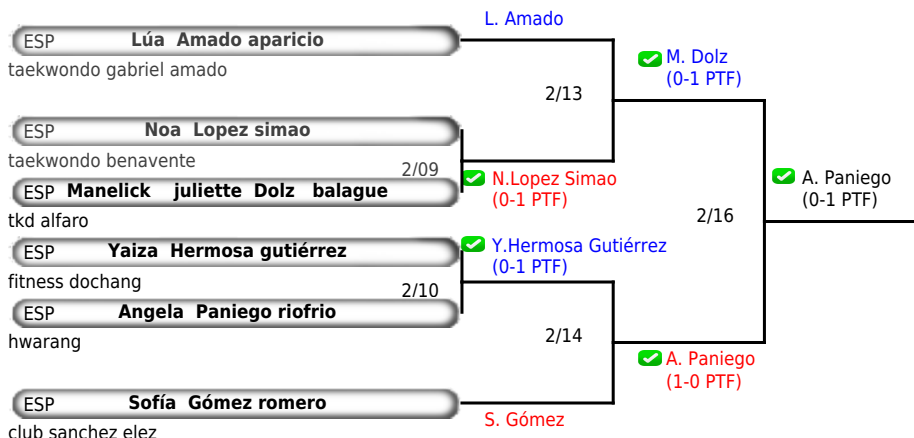 L. Amado
ESP Lúa Amado aparicio
taekwondo gabriel amado
M. Dolz
(0-1 PTF)
2/13
ESP Noa Lopez simao
taekwondo benavente
2/09
N.Lopez Simao
(0-1 PTF)
ESP Manelick juliette Dolz balague
tkd alfaro
A. Paniego
(0-1 PTF)
2/16
ESP Yaiza Hermosa gutiérrez
fitness dochang
Y.Hermosa Gutiérrez
(0-1 PTF)
2/10
ESP Angela Paniego riofrio
hwarang
2/14
A. Paniego
(1-0 PTF)
ESP Sofía Gómez romero
club sanchez elez
S. Gómez